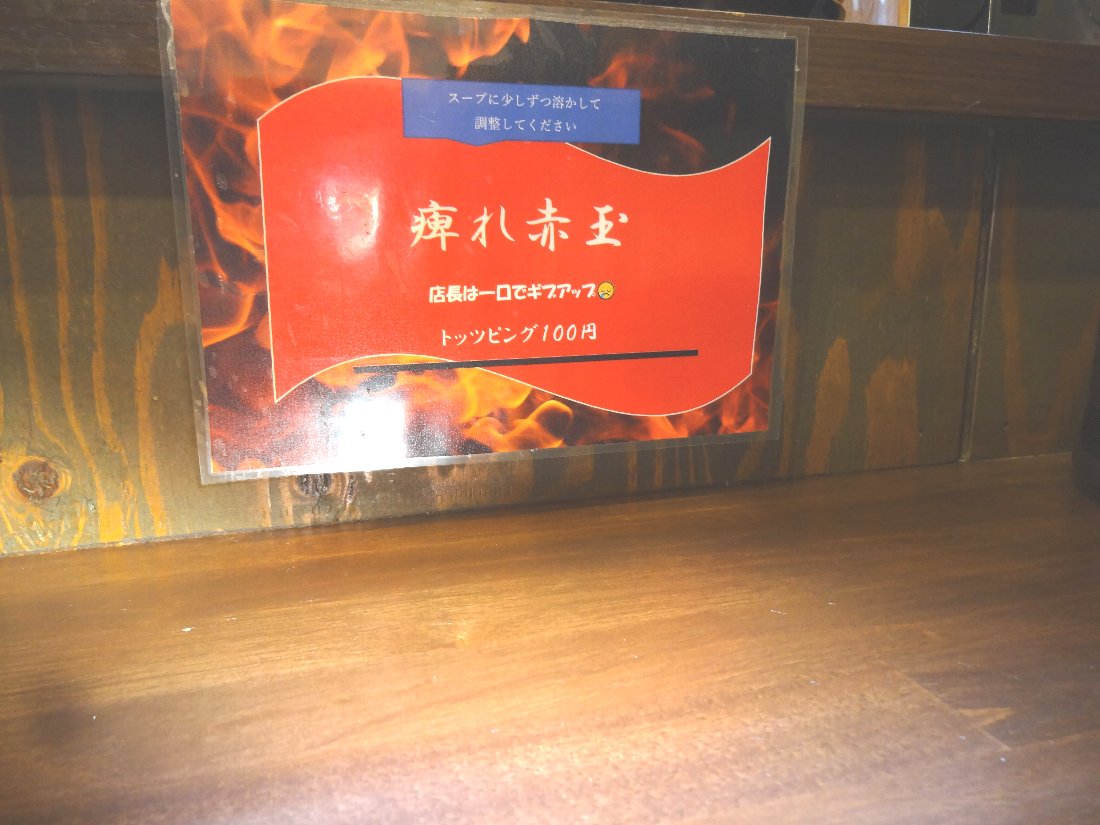 スープに少しずつ溶かして
調整してください
痺れ赤玉
店長は一口でギブアップ😢
トッツピング100円